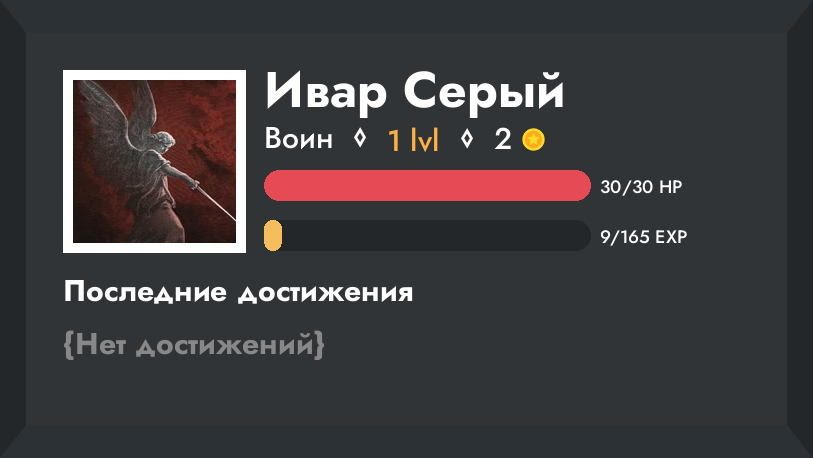 Ивар Серый
Воин ◊ 1 lvl ◊ 2
30/30 HP
9/165 EXP
Последние достижения
{Нет достижений}